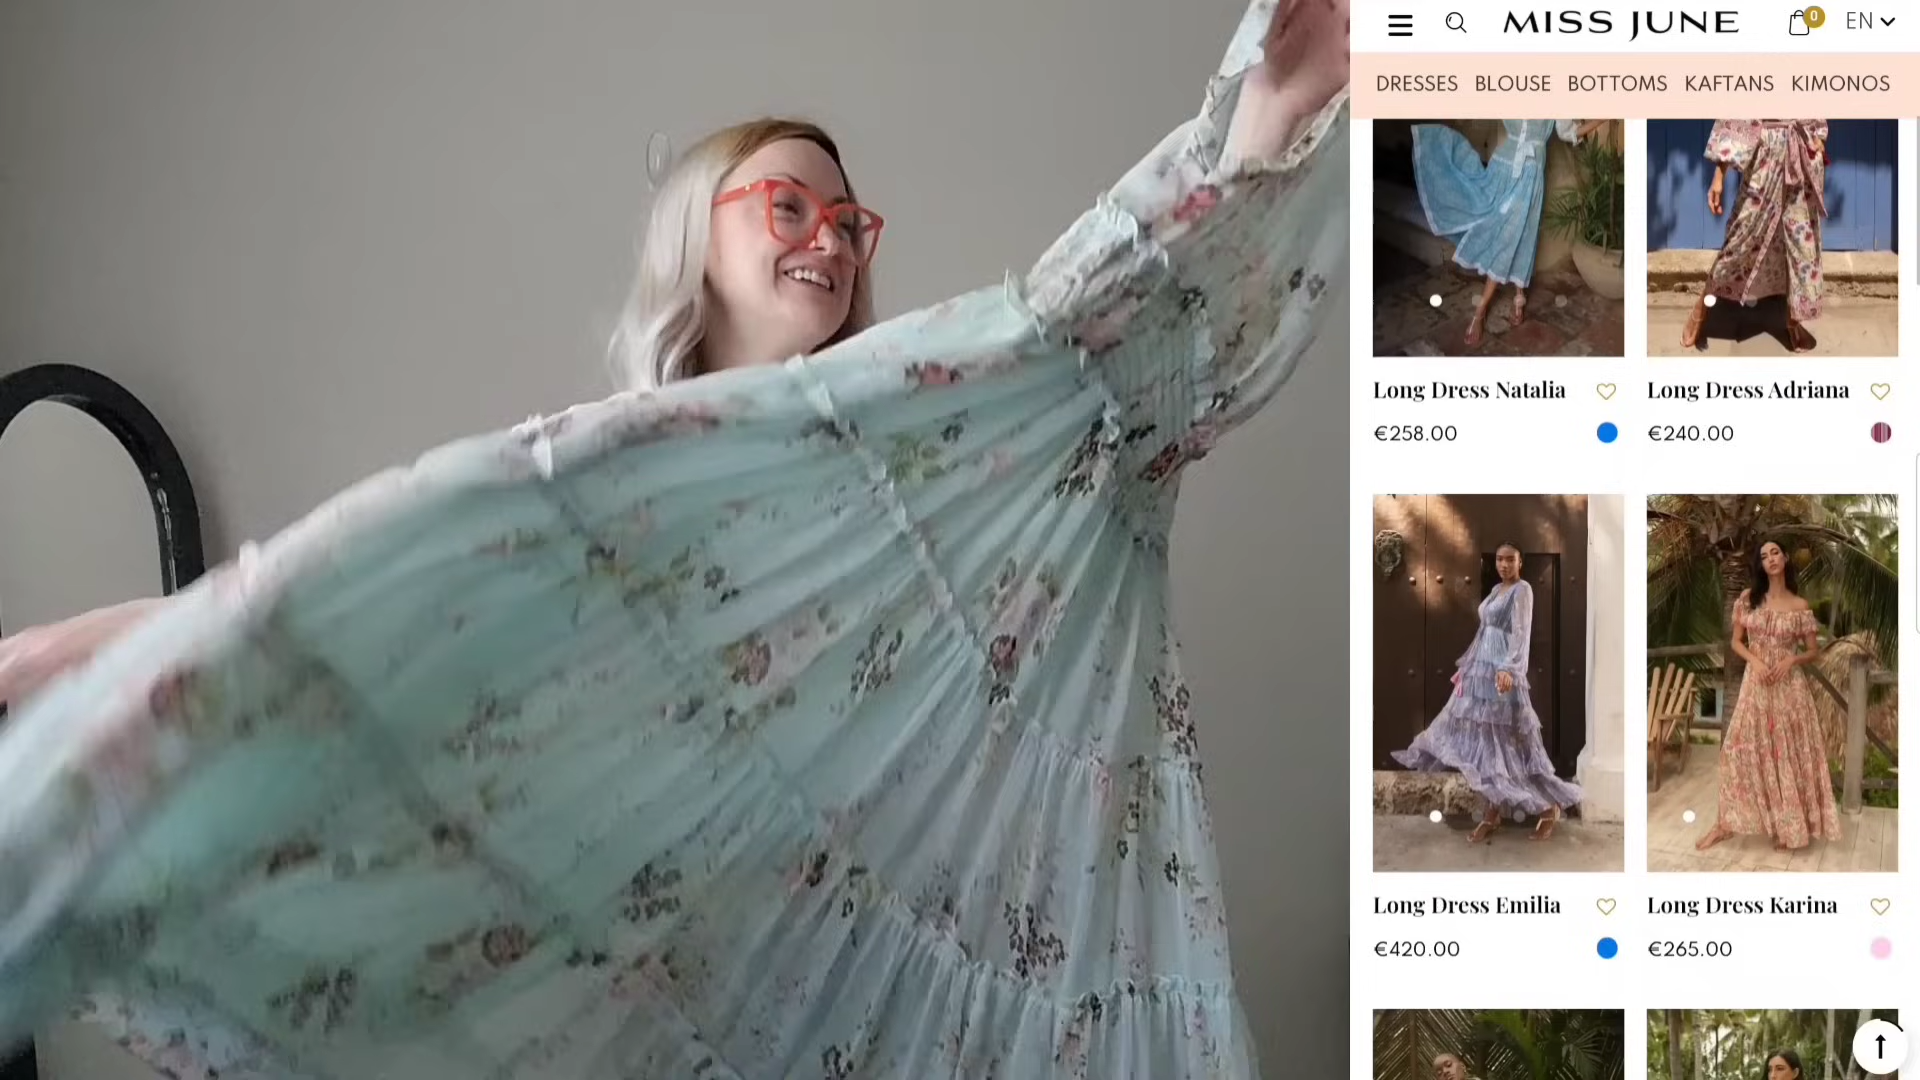 MISS JUNE
0
EN
DRESSES BLOUSE BOTTOMS KAFTANS KIMONOS
Long Dress Natalia
€258.00
Long Dress Adriana
€240.00
Long Dress Emilia
€420.00
Long Dress Karina
€265.00